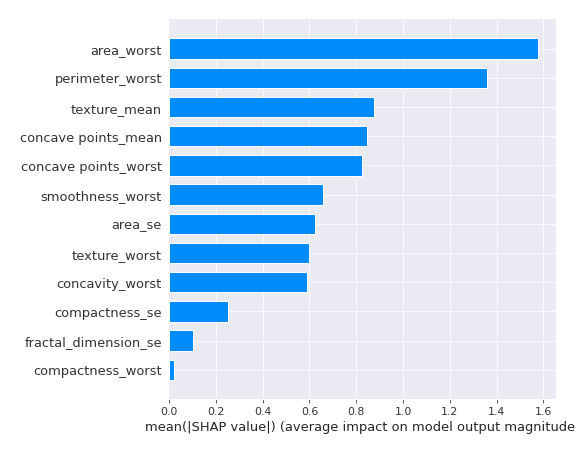 area_worst
perimeter_worst
texture_mean
concave points_mean
concave points_worst
smoothness_worst
area_se
texture_worst
concavity_worst
compactness_se
fractal_dimension_se
compactness_worst
0.0 0.2 0.4 0.6 0.8 1.0 1.2 1.4 1.6
mean(|SHAP value|) (average impact on model output magnitude